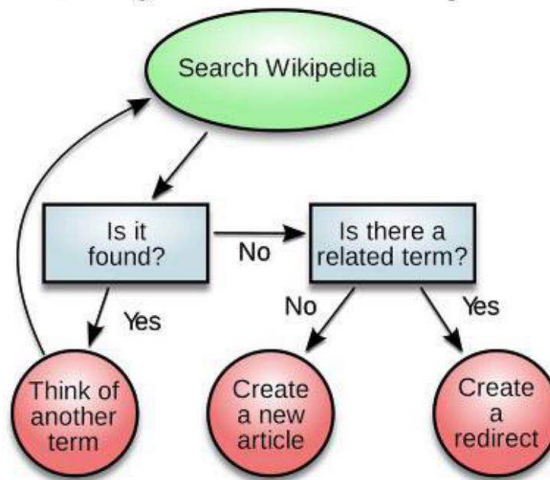 Search Wikipedia
Is it
found?
No
Is there a
related term?
Yes
No
Yes
Think of
another
term
Create
a new
article
Create
a
redirect